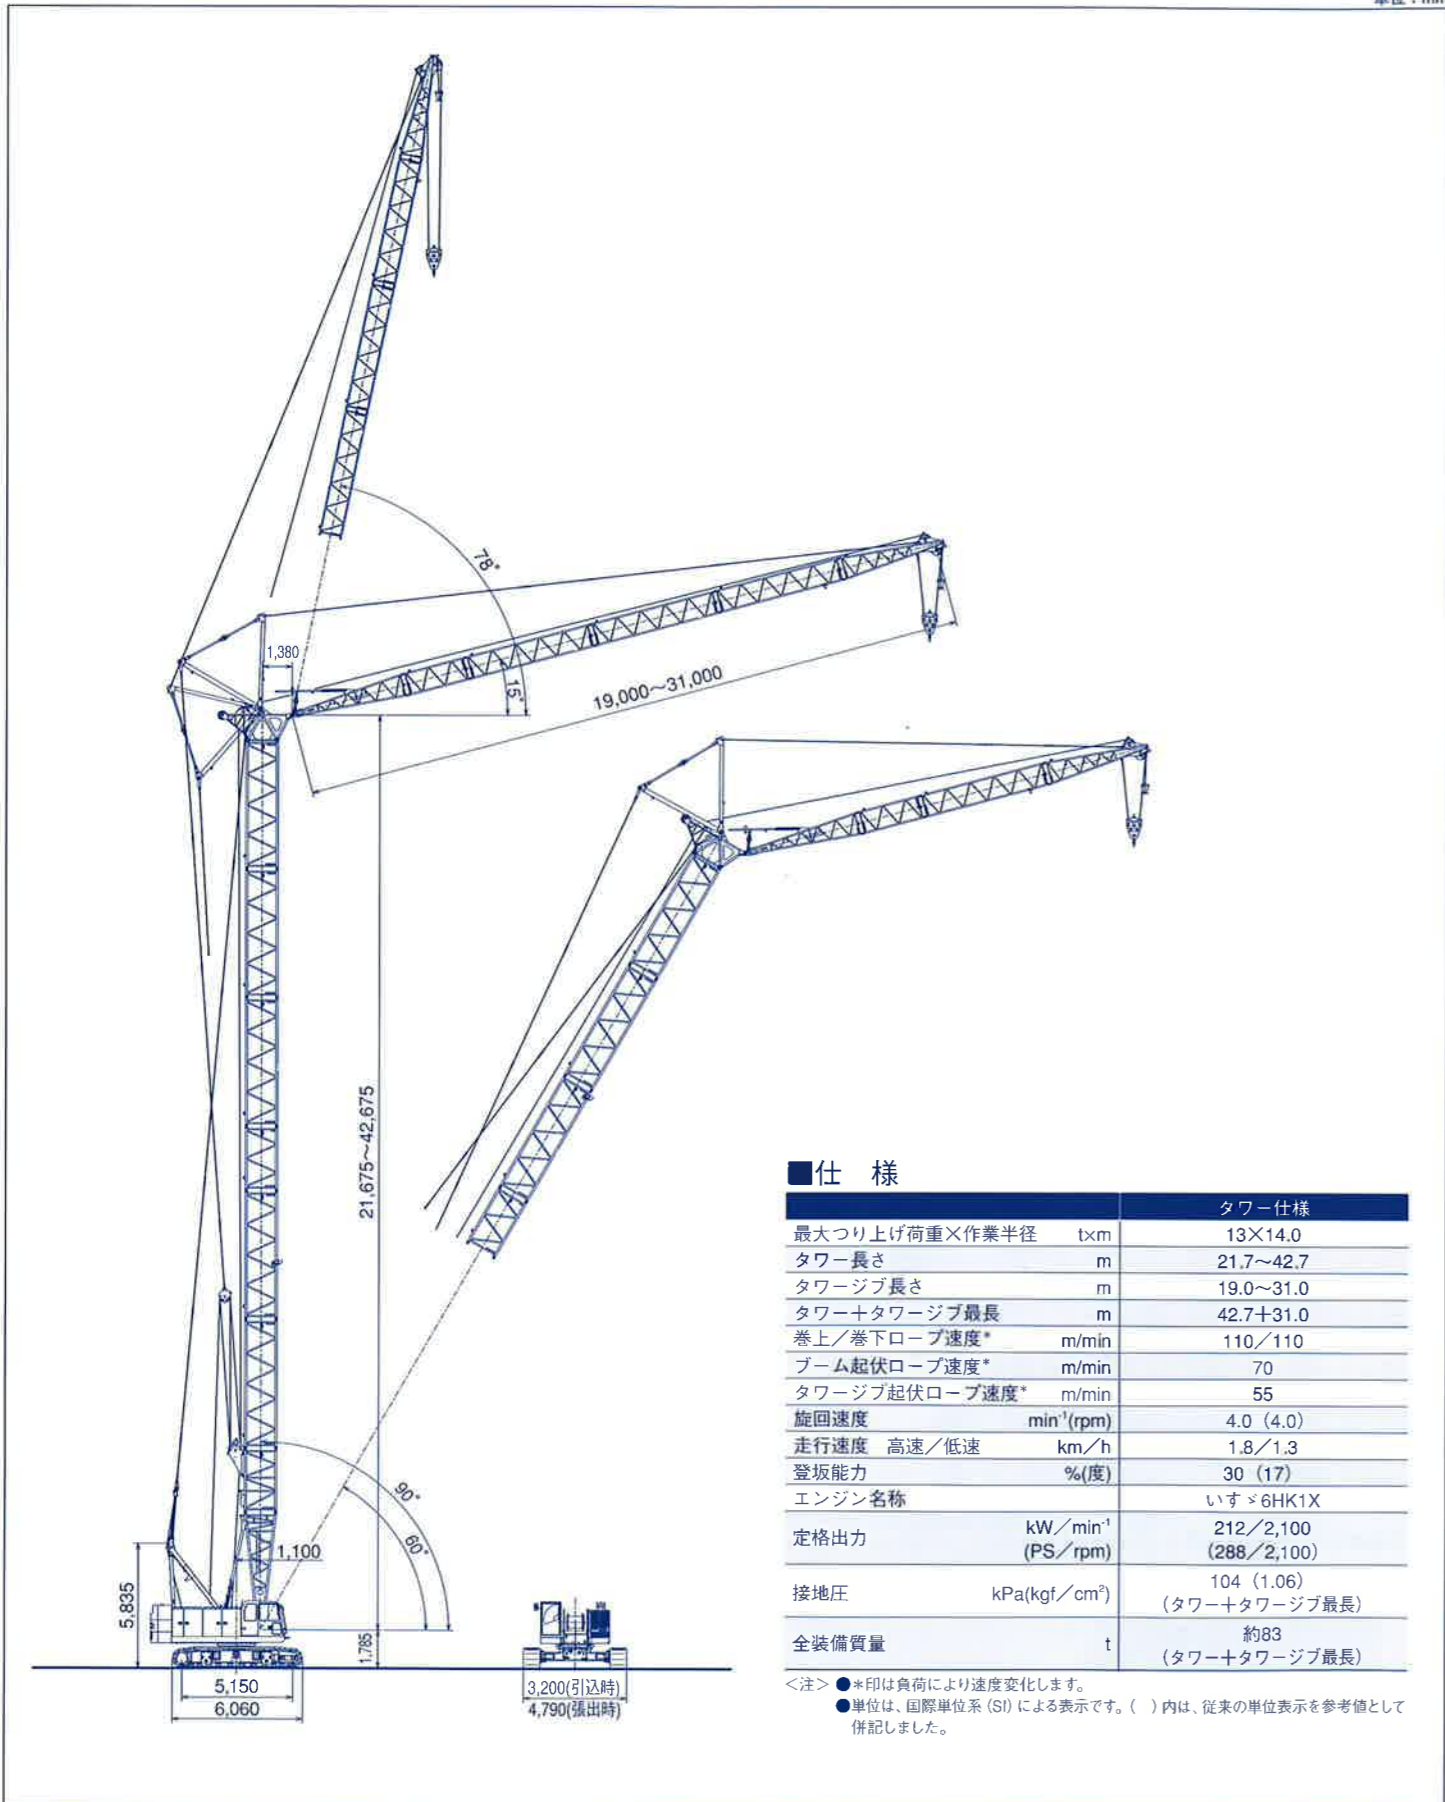 単位：mm
78°
1,380
15°
19,000～31,000
21,675～42,675
90°
60°
1,100
5,835
1,785
5,150
6,060
3,200(引込時)
4,790(張出時)
■仕　様
タワー仕様
最大つり上げ荷重×作業半径 t×m 13×14.0
タワー長さ m 21.7～42.7
タワージブ長さ m 19.0～31.0
タワー＋タワージブ最長 m 42.7＋31.0
巻上／巻下ロープ速度* m/min 110／110
ブーム起伏ロープ速度* m/min 70
タワージブ起伏ロープ速度* m/min 55
旋回速度 min⁻¹(rpm) 4.0（4.0）
走行速度　高速／低速 km／h 1.8／1.3
登坂能力 %(度) 30（17）
エンジン名称 いすゞ6HK1X
定格出力 kW／min⁻¹ 212／2,100
(PS／rpm) (288／2,100)
接地圧 kPa(kgf／cm²) 104（1.06）
（タワー＋タワージブ最長）
全装備質量 t 約83
（タワー＋タワージブ最長）
＜注＞ ●*印は負荷により速度変化します。
●単位は、国際単位系（SI）による表示です。（　）内は、従来の単位表示を参考値として
併記しました。